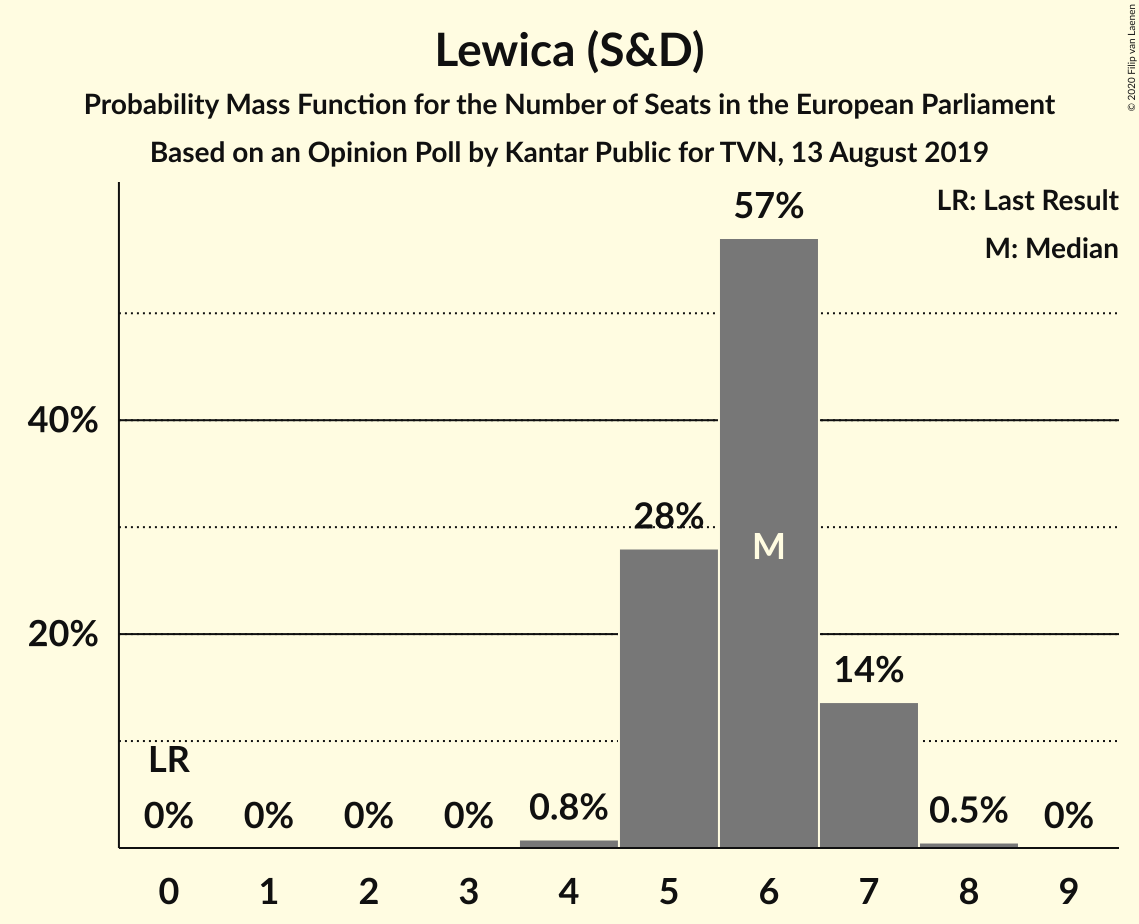 Lewica (S&D)
Probability Mass Function for the Number of Seats in the European Parliament
Based on an Opinion Poll by Kantar Public for TVN, 13 August 2019
© 2020 Filip van Laenen
LR: Last Result
M: Median
57%
40%
28%
M
20%
14%
LR
0% 0% 0% 0% 0.8% 0.5% 0%
0 1 2 3 4 5 6 7 8 9